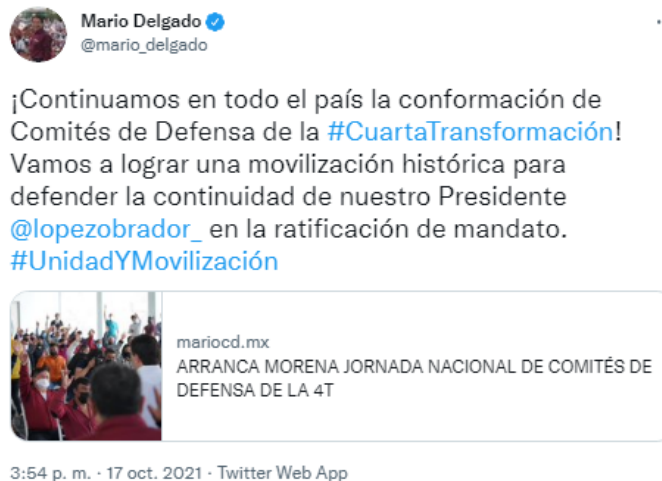 Mario Delgado
@mario_delgado
¡Continuamos en todo el país la conformación de
Comités de Defensa de la #CuartaTransformación!
Vamos a lograr una movilización histórica para
defender la continuidad de nuestro Presidente
@lopezobrador_ en la ratificación de mandato.
#UnidadYMovilización
mariocd.mx
ARRANCA MORENA JORNADA NACIONAL DE COMITÉS DE
DEFENSA DE LA 4T
3:54 p. m. · 17 oct. 2021 · Twitter Web App